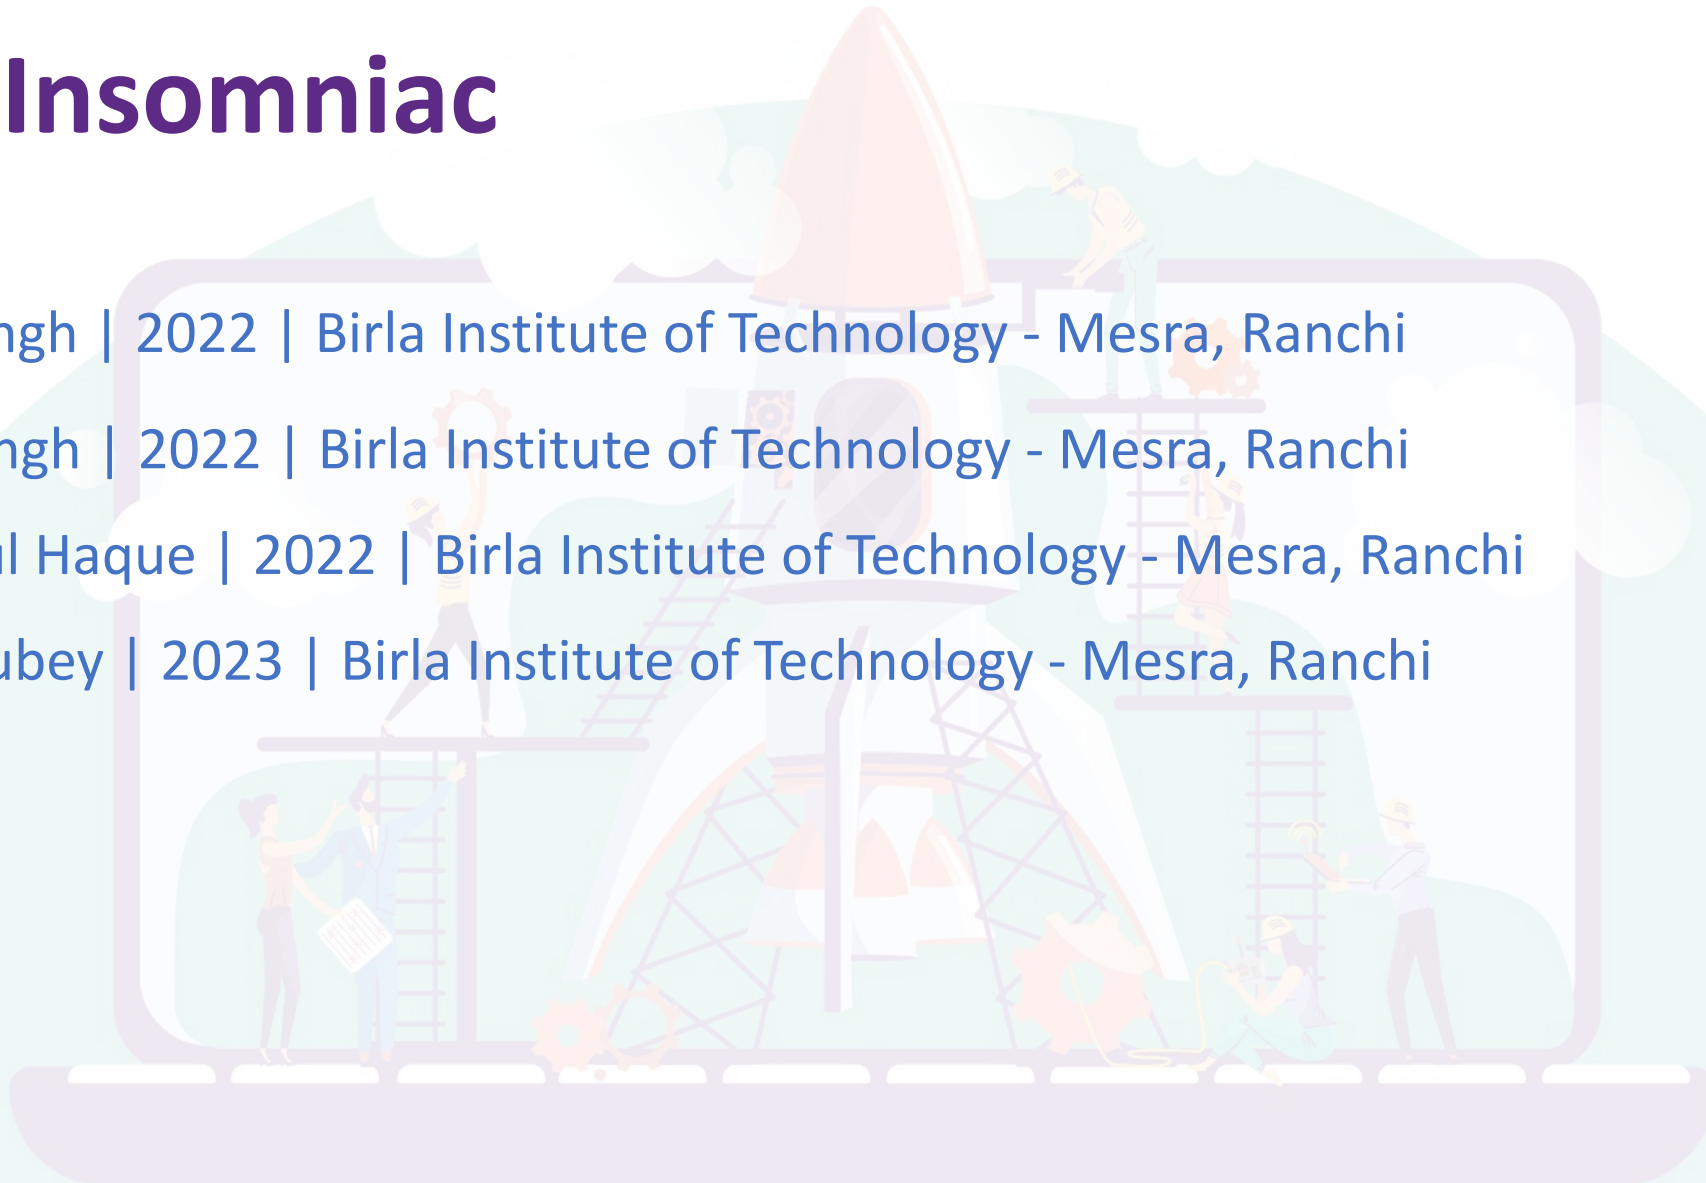 Insomniac
ngh | 2022 | Birla Institute of Technology - Mesra, Ranchi
ngh | 2022 | Birla Institute of Technology - Mesra, Ranchi
ul Haque | 2022 | Birla Institute of Technology - Mesra, Ranchi
ubey | 2023 | Birla Institute of Technology - Mesra, Ranchi